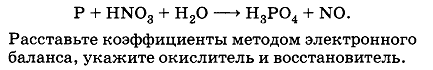 P + HNO₃ + H₂O ⟶ H₃PO₄ + NO.
Расставьте коэффициенты методом электронного
баланса, укажите окислитель и восстановитель.